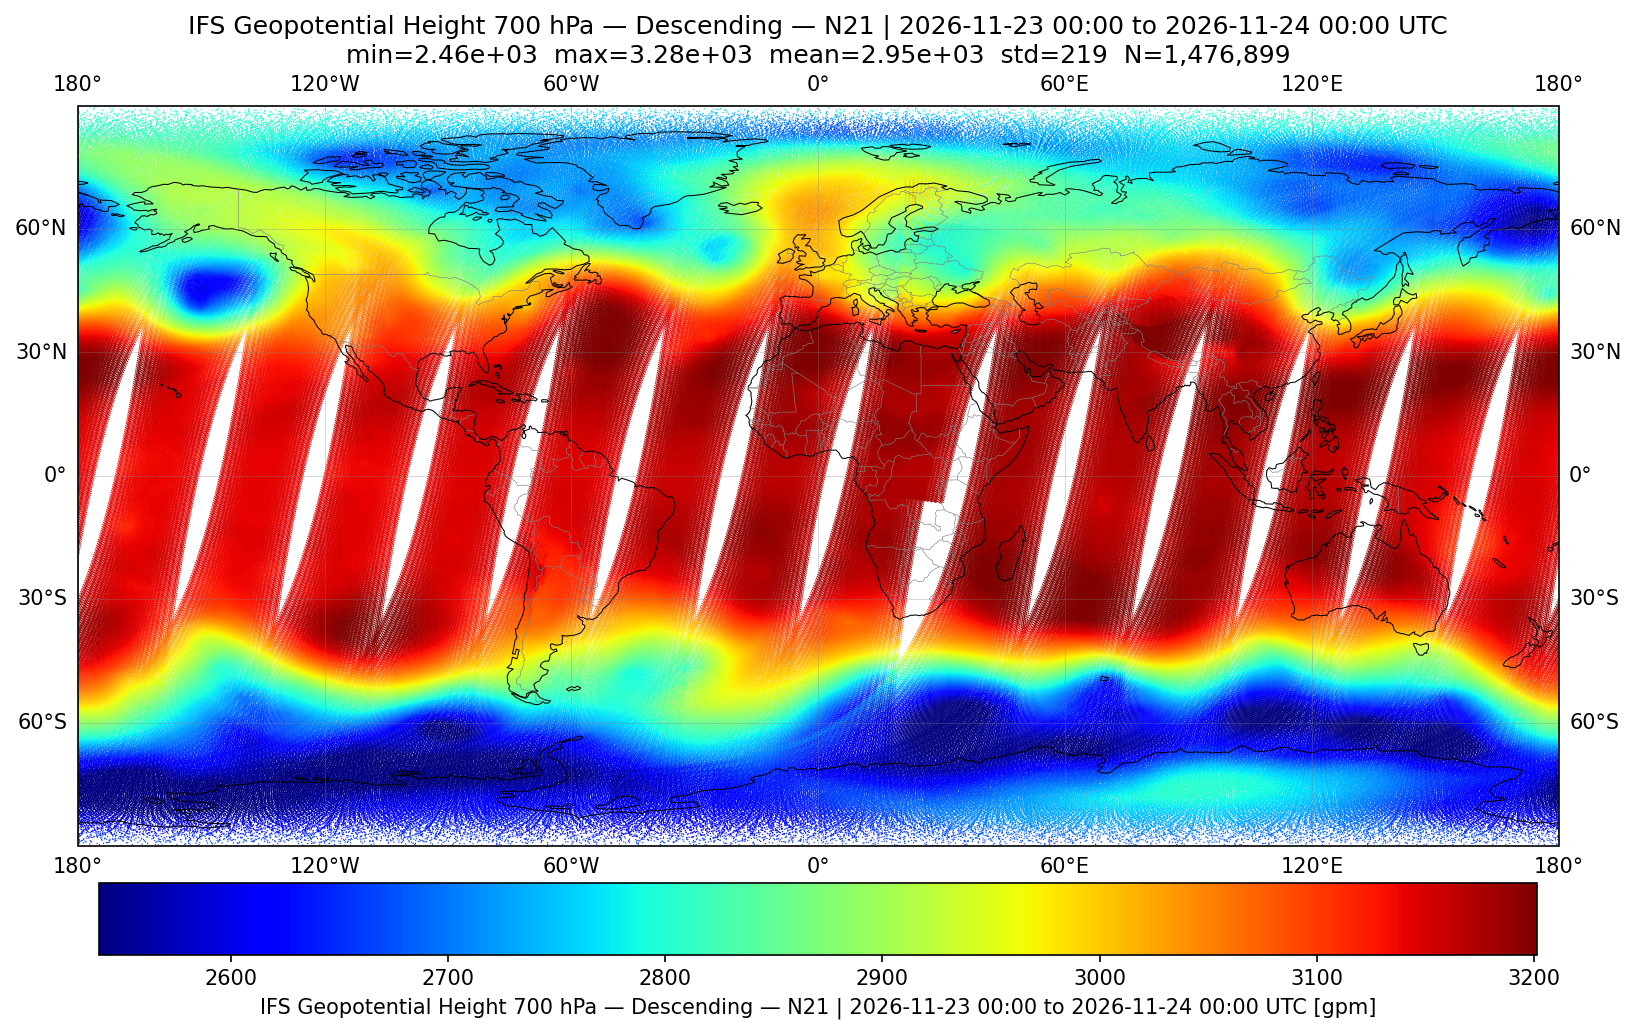 IFS Geopotential Height 700 hPa — Descending — N21 | 2026-11-23 00:00 to 2026-11-24 00:00 UTC
min=2.46e+03  max=3.28e+03  mean=2.95e+03  std=219  N=1,476,899
180° 120°W 60°W 0° 60°E 120°E 180°
60°N 60°N
30°N 30°N
0° 0°
30°S 30°S
60°S 60°S
180° 120°W 60°W 0° 60°E 120°E 180°
2600 2700 2800 2900 3000 3100 3200
IFS Geopotential Height 700 hPa — Descending — N21 | 2026-11-23 00:00 to 2026-11-24 00:00 UTC [gpm]